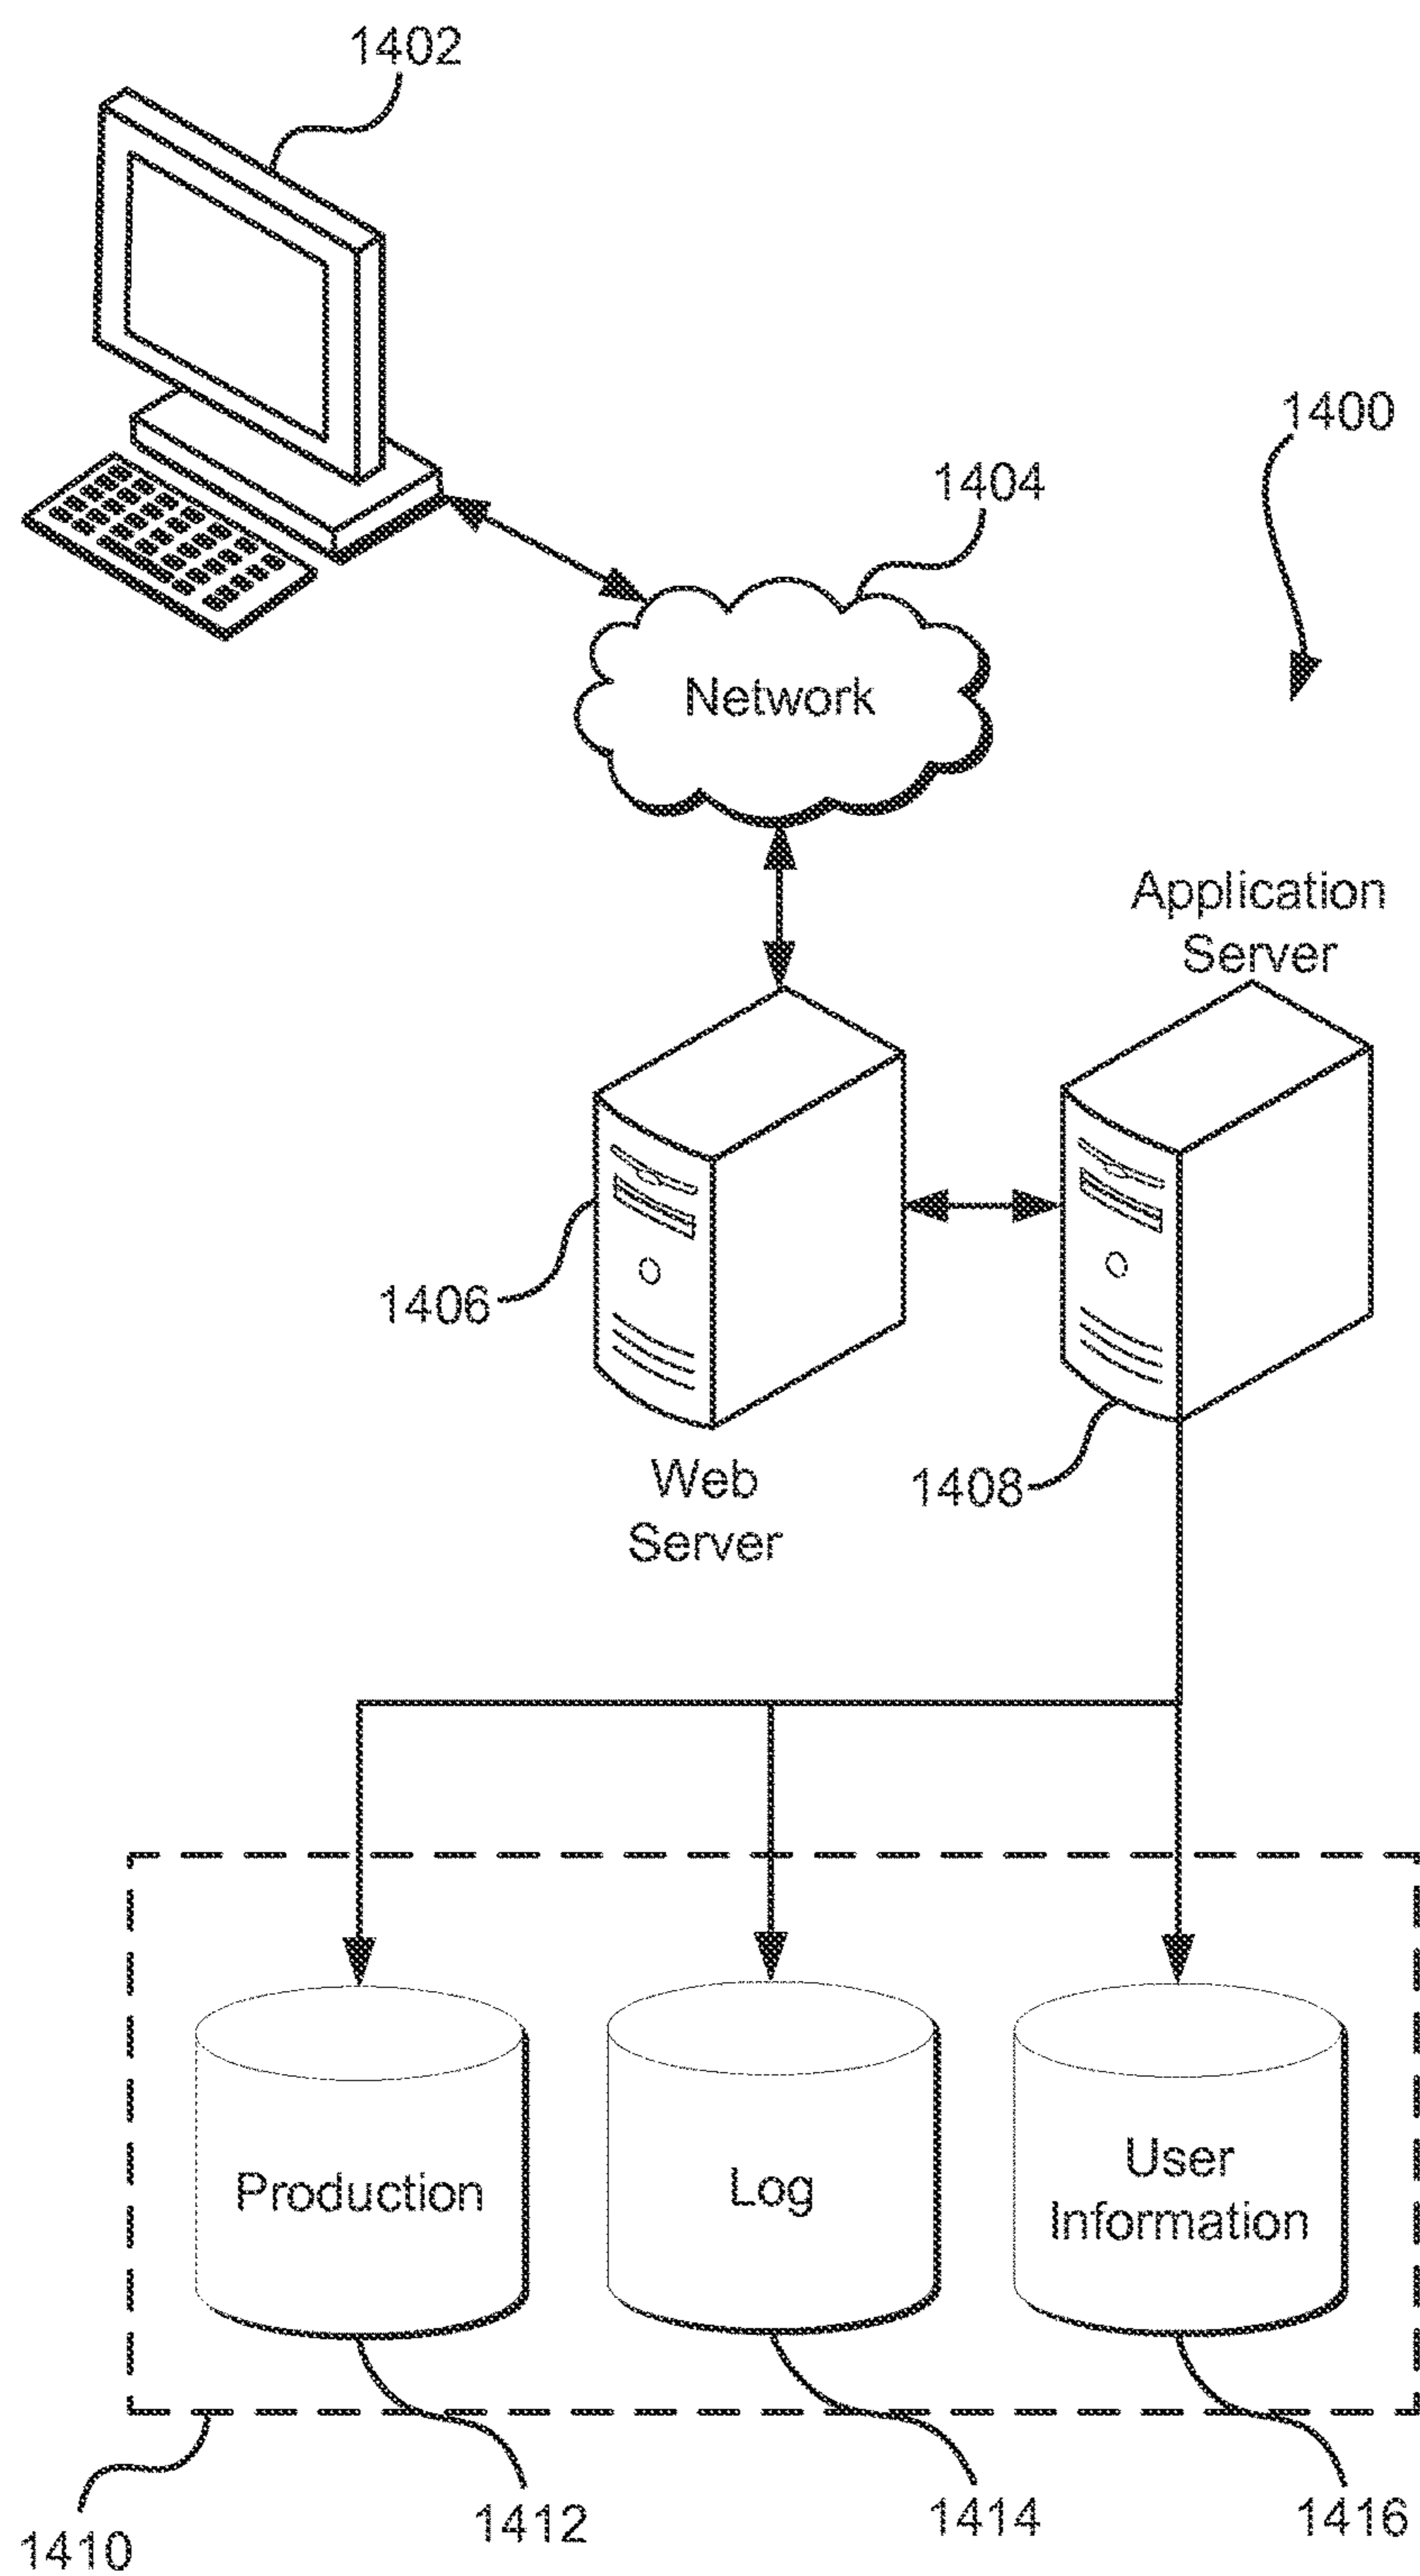 1402
1400
1404
Network
Application
Server
1406
Web
Server
1408
Production
Log
User
Information
1410
1412
1414
1416